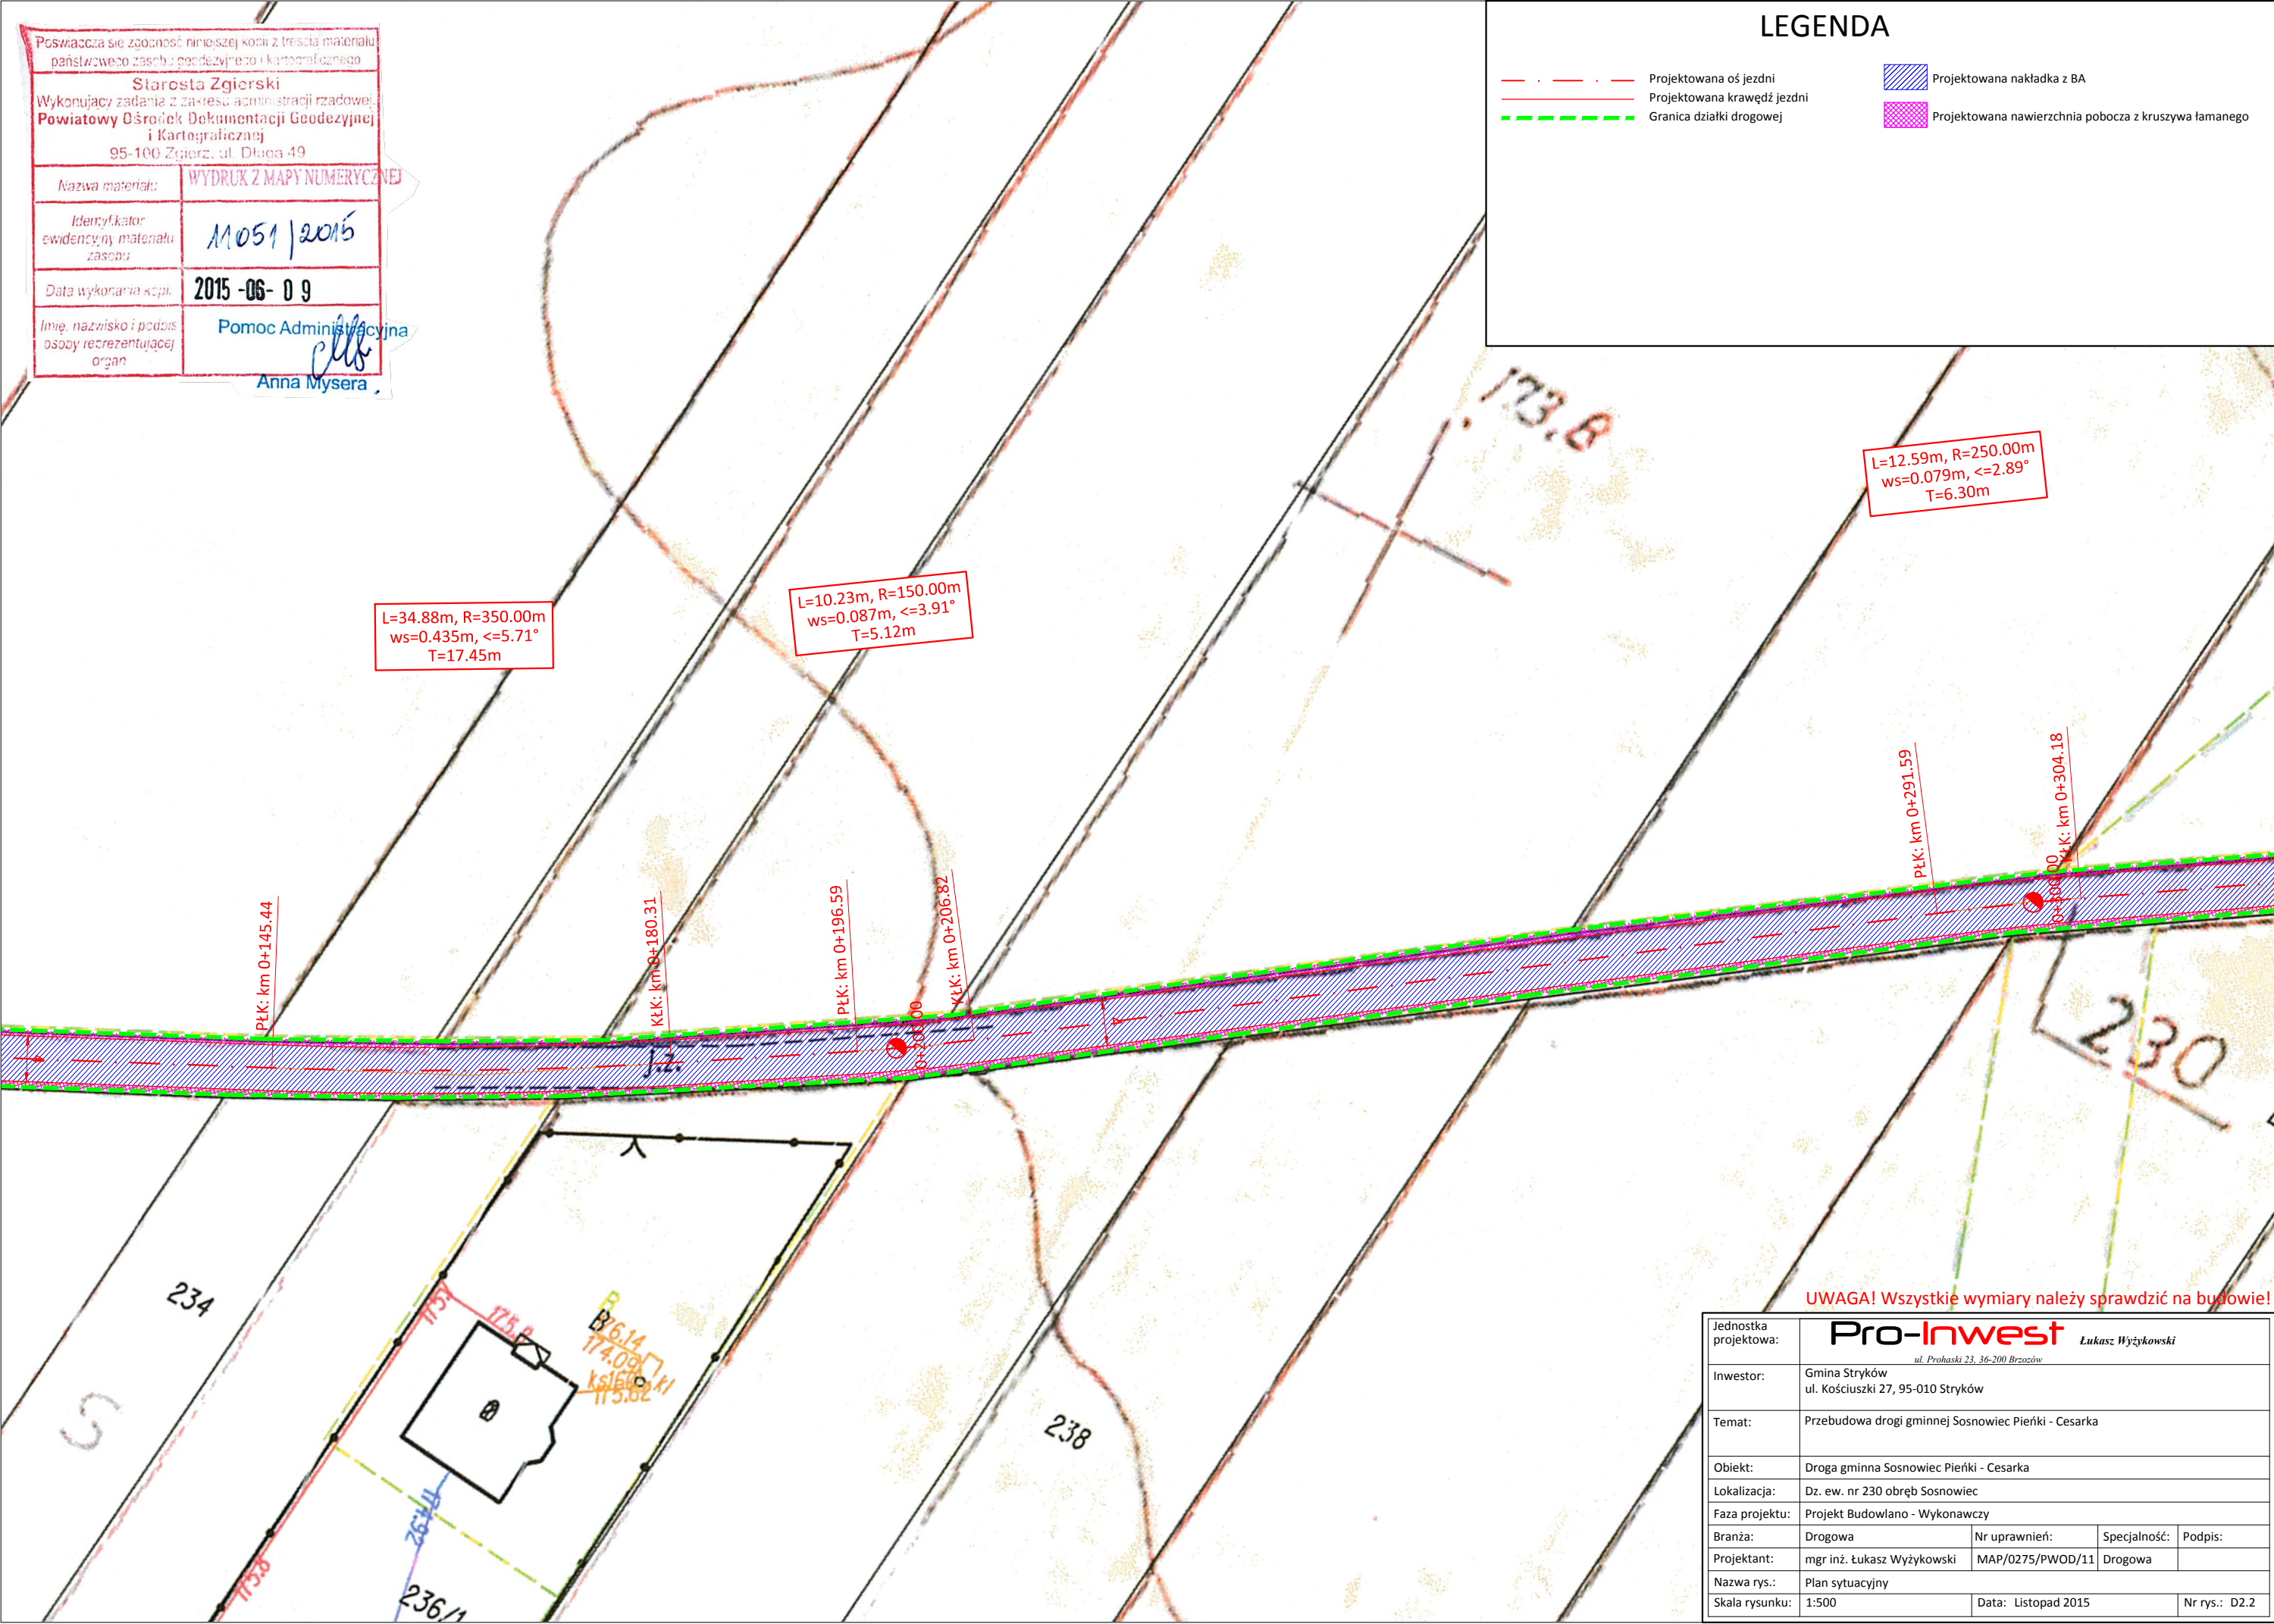 Poświadcza się zgodność niniejszej kopii z treścią materiału
państwowego zasobu geodezyjnego i kartograficznego
Starosta Zgierski
Wykonujący zadania z zakresu administracji rządowej
Powiatowy Ośrodek Dokumentacji Geodezyjnej
i Kartograficznej
95-100 Zgierz, ul. Długa 49
Nazwa materiału:
WYDRUK Z MAPY NUMERYCZNEJ
Identyfikator
ewidencyjny materiału
zasobu
11051/2015
Data wykonania kopii
2015 -06- 09
Imię, nazwisko i podpis
osoby reprezentującej
organ
Pomoc Administracyjna
Anna Mysera
LEGENDA
Projektowana oś jezdni
Projektowana krawędź jezdni
Granica działki drogowej
Projektowana nakładka z BA
Projektowana nawierzchnia pobocza z kruszywa łamanego
173.8
L=12.59m, R=250.00m
ws=0.079m, <=2.89°
T=6.30m
L=34.88m, R=350.00m
ws=0.435m, <=5.71°
T=17.45m
L=10.23m, R=150.00m
ws=0.087m, <=3.91°
T=5.12m
PŁK: km 0+145.44
KŁK: km 0+180.31
PŁK: km 0+196.59
0+200.00
KŁK: km 0+206.82
PŁK: km 0+291.59
0+300.00
KŁK: km 0+304.18
4
j.z.
4
230
234
S
175.8
B
174.09
175.62
174.92
175.8
236/1
238
UWAGA! Wszystkie wymiary należy sprawdzić na budowie!
Jednostka
projektowa:
Pro-Inwest Łukasz Wyżykowski
ul. Prohaski 23, 36-200 Brzozów
Inwestor:
Gmina Stryków
ul. Kościuszki 27, 95-010 Stryków
Temat: Przebudowa drogi gminnej Sosnowiec Pieńki - Cesarka
Obiekt: Droga gminna Sosnowiec Pieńki - Cesarka
Lokalizacja: Dz. ew. nr 230 obręb Sosnowiec
Faza projektu: Projekt Budowlano - Wykonawczy
Branża: Drogowa Nr uprawnień: Specjalność: Podpis:
Projektant: mgr inż. Łukasz Wyżykowski MAP/0275/PWOD/11 Drogowa
Nazwa rys.: Plan sytuacyjny
Skala rysunku: 1:500 Data: Listopad 2015 Nr rys.: D2.2